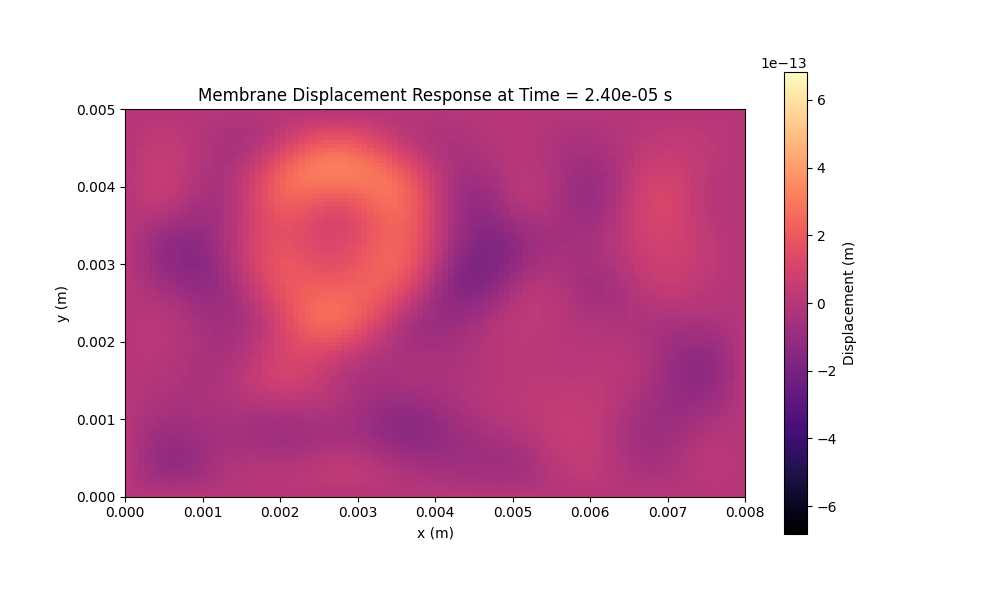 1e−13
Membrane Displacement Response at Time = 2.40e-05 s
0.005
0.004
0.003
0.002
0.001
0.000
y (m)
0.000 0.001 0.002 0.003 0.004 0.005 0.006 0.007 0.008
x (m)
6
4
2
0
−2
−4
−6
Displacement (m)